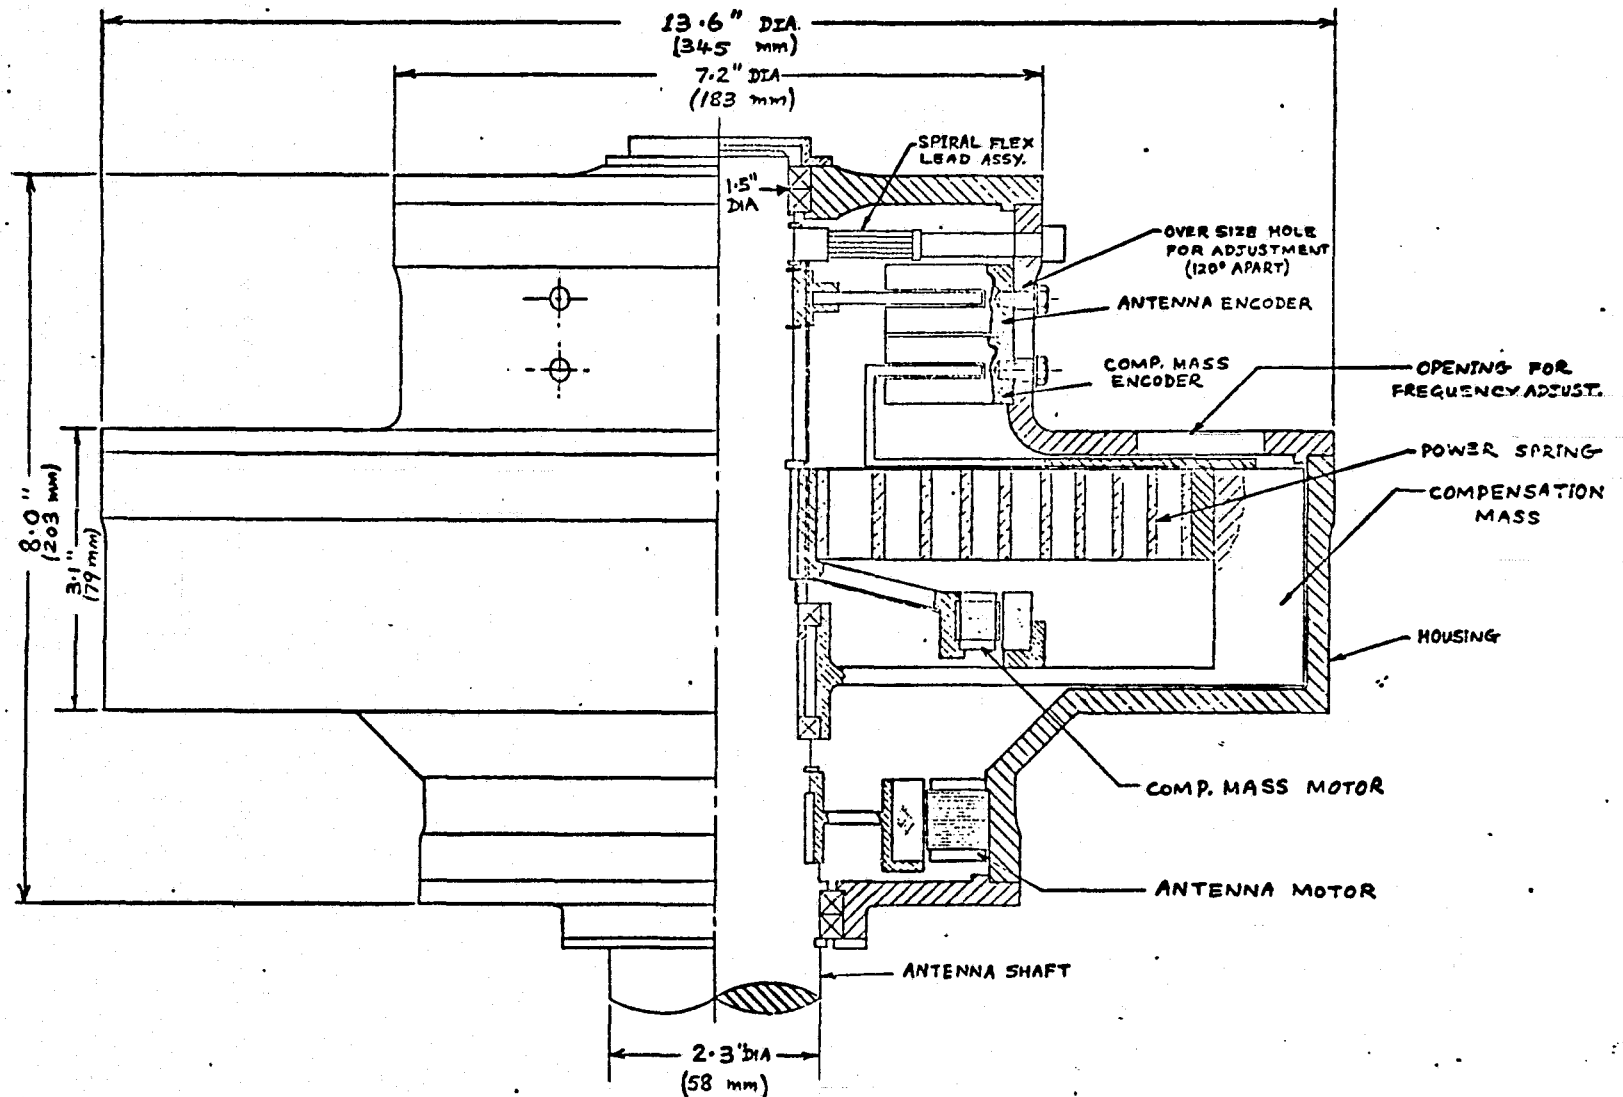 13.6" DIA.
(345 mm)
7.2" DIA
(183 mm)
SPIRAL FLEX
LEAD ASSY.
1.5"
DIA
OVER SIZE HOLE
FOR ADJUSTMENT
(120° APART)
ANTENNA ENCODER
COMP. MASS
ENCODER
OPENING FOR
FREQUENCY ADJUST.
POWER SPRING
COMPENSATION
MASS
8.0"
(203 mm)
3.1"
(79 mm)
HOUSING
COMP. MASS MOTOR
ANTENNA MOTOR
ANTENNA SHAFT
2.3" DIA
(58 mm)